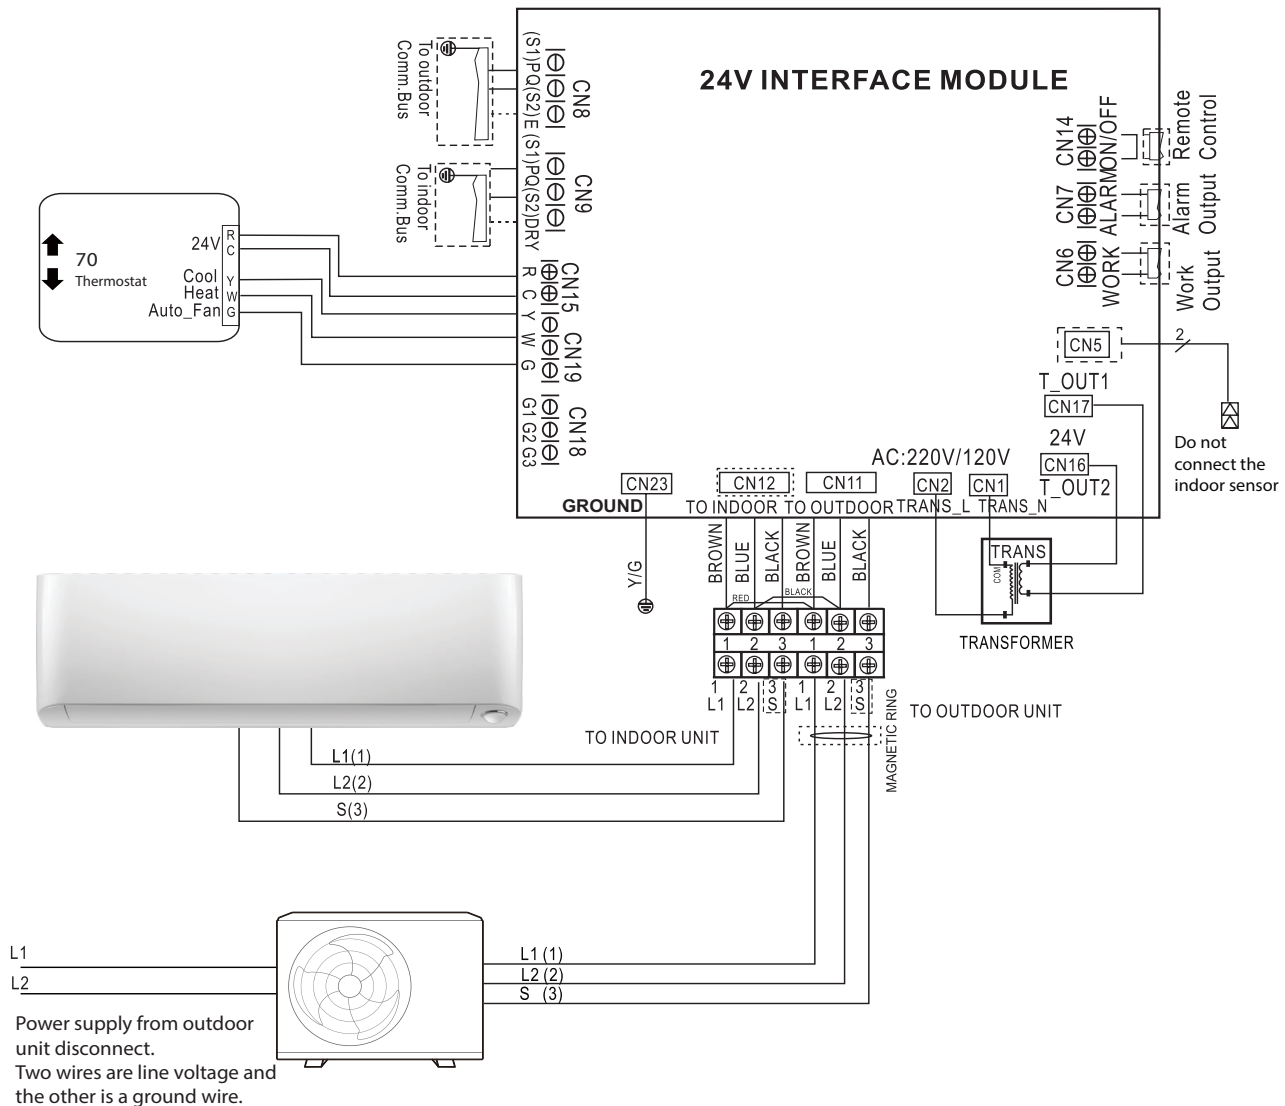 24V INTERFACE MODULE
To outdoor
Comm.Bus
(S1)PQ(S2)E
CN8
To indoor
Comm.Bus
(S1)PQ(S2)DRY
CN9
70
Thermostat
24V
Cool
Heat
Auto_Fan
R
C
Y
W
G
R
C
Y
W
G
CN15
CN19
G1 G2 G3
CN18
CN14
ON/OFF
Remote
Control
CN7
ALARM
Alarm
Output
CN6
WORK
Work
Output
CN5
2
Do not
connect the
indoor sensor
T_OUT1
CN17
24V
CN16
T_OUT2
AC:220V/120V
CN2
CN1
TRANS_L
TRANS_N
CN23
GROUND
Y/G
CN12
TO INDOOR
CN11
TO OUTDOOR
BROWN
BLUE
BLACK
BROWN
BLUE
BLACK
RED
BLACK
TRANS
COM
TRANSFORMER
1 2 3 1 2 3
1 2 3 1 2 3
L1 L2 S L1 L2 S
TO INDOOR UNIT
TO OUTDOOR UNIT
MAGNETIC RING
L1(1)
L2(2)
S(3)
L1
L2
L1 (1)
L2 (2)
S (3)
Power supply from outdoor
unit disconnect.
Two wires are line voltage and
the other is a ground wire.